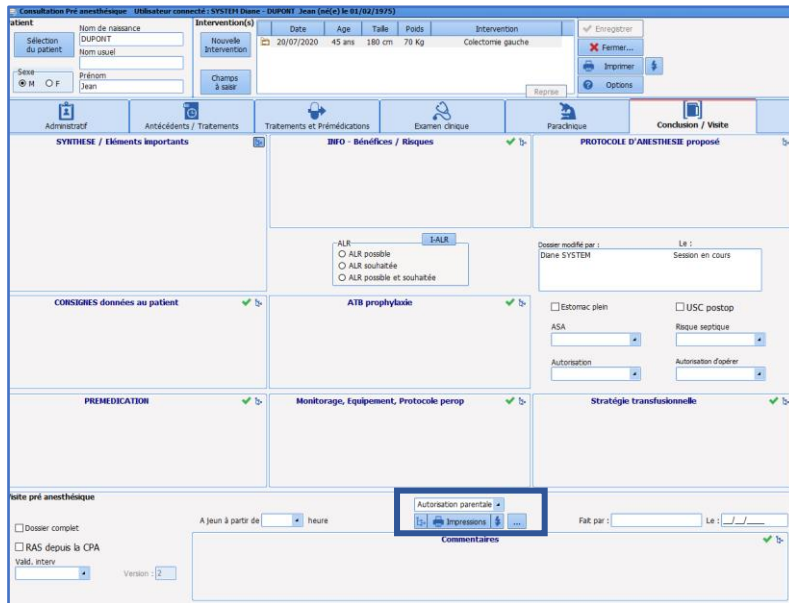 Consultation Pré anesthésique Utilisateur connecté : SYSTEM Diane - DUPONT Jean (né(e) le 01/02/1975)
atient
Sélection du patient
Nom de naissance
DUPONT
Nom usuel
Prénom
Jean
Sexe
M F
Intervention(s)
Nouvelle Intervention
Champs à saisir
Date Age Taille Poids Intervention
20/07/2020 45 ans 180 cm 70 Kg Colectomie gauche
Reprise
Enregistrer
Fermer...
Imprimer $
Options
Administratif
Antécédents / Traitements
Traitements et Prémédications
Examen clinique
Paraclinique
Conclusion / Visite
SYNTHESE / Eléments importants
INFO - Bénéfices / Risques
PROTOCOLE D'ANESTHESIE proposé
ALR
I-ALR
ALR possible
ALR souhaitée
ALR possible et souhaitée
Dossier modifié par : Le :
Diane SYSTEM Session en cours
CONSIGNES données au patient
ATB prophylaxie
Estomac plein
USC postop
ASA
Risque septique
Autorisation
Autorisation d'opérer
PREMEDICATION
Monitorage, Equipement, Protocole perop
Stratégie transfusionnelle
isite pré anesthésique
Autorisation parentale
Impressions $ ...
Dossier complet
A jeun à partir de heure
Fait par :
Le : __/__/____
RAS depuis la CPA
Valid. interv
Version : 2
Commentaires